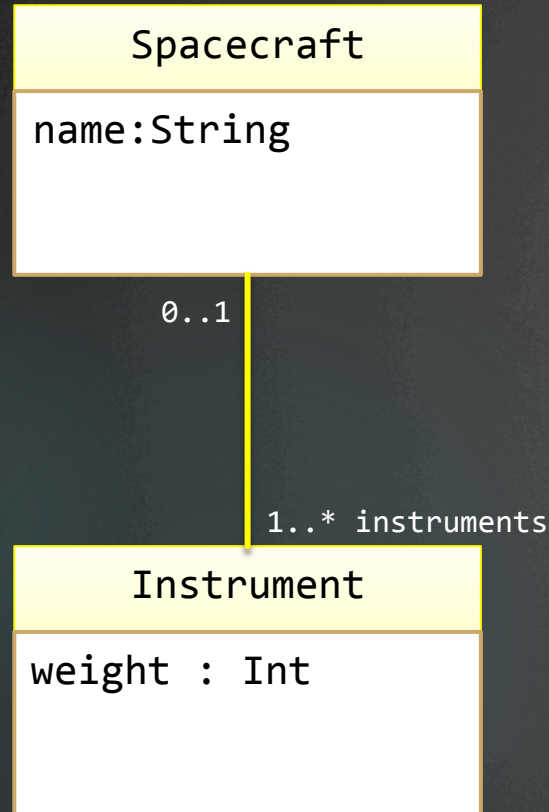 Spacecraft
name:String
0..1
1..* instruments
Instrument
weight : Int